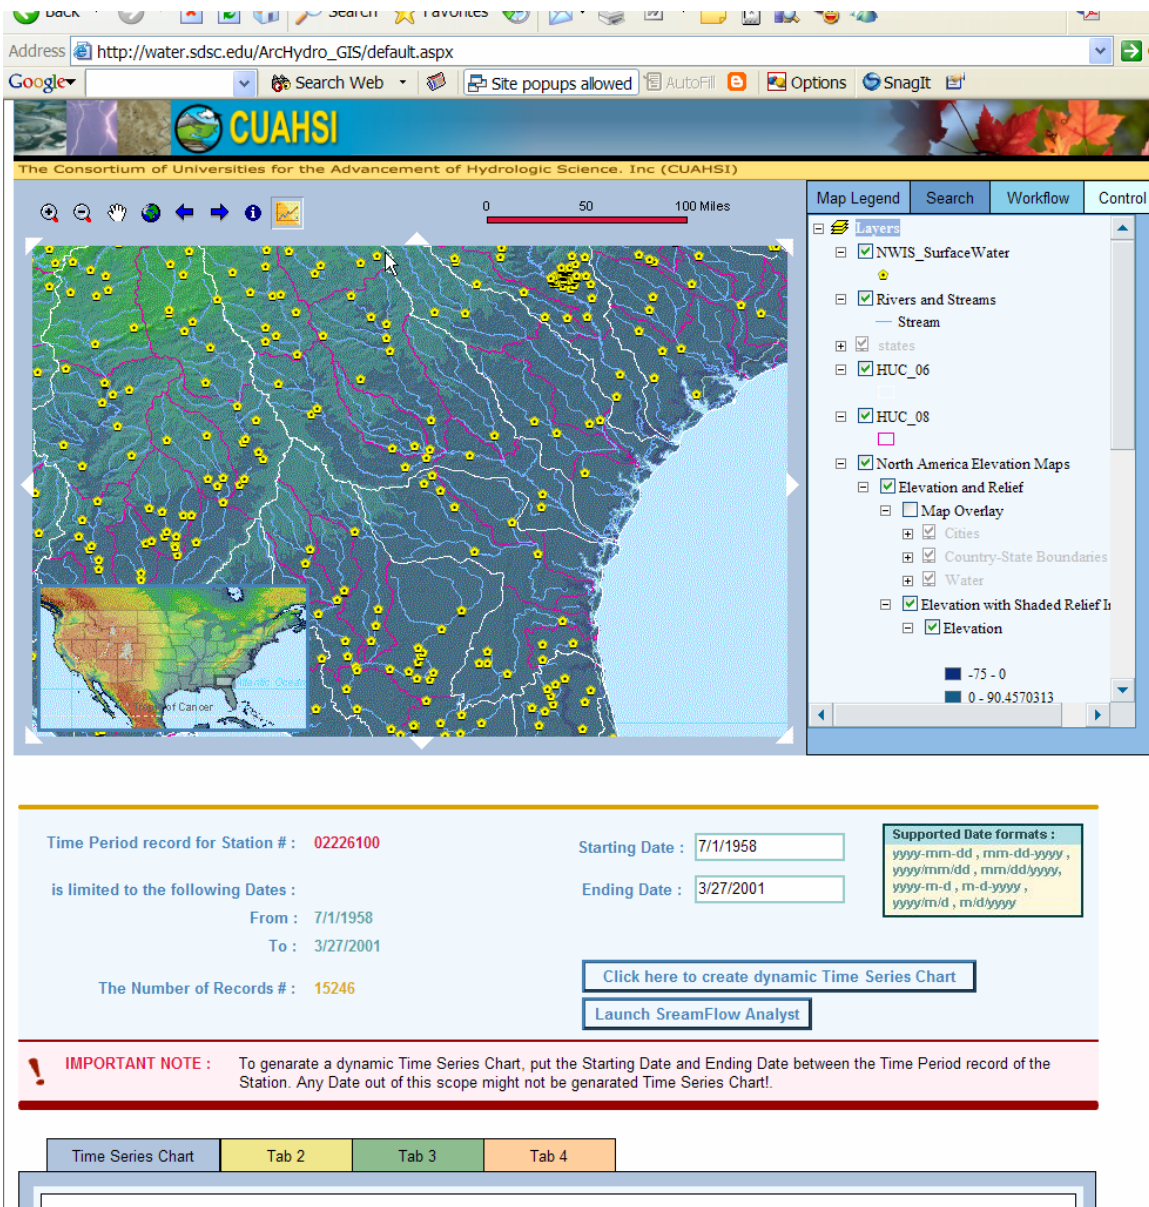 Back
Search
Favorites
Address http://water.sdsc.edu/ArcHydro_GIS/default.aspx
Google Search Web Site popups allowed AutoFill Options SnagIt
CUAHSI
The Consortium of Universities for the Advancement of Hydrologic Science. Inc (CUAHSI)
0 50 100 Miles
Map Legend Search Workflow Control
Layers
NWIS_SurfaceWater
Rivers and Streams
Stream
states
HUC_06
HUC_08
North America Elevation Maps
Elevation and Relief
Map Overlay
Cities
Country-State Boundaries
Water
Elevation with Shaded Relief
Elevation
-75 - 0
0 - 90.4570313
Atlantic Ocean
of Cancer
Time Period record for Station # : 02226100
is limited to the following Dates :
From : 7/1/1958
To : 3/27/2001
The Number of Records # : 15246
Starting Date : 7/1/1958
Ending Date : 3/27/2001
Supported Date formats :
yyyy-mm-dd , mm-dd-yyyy ,
yyyy/mm/dd , mm/dd/yyyy,
yyyy-m-d , m-d-yyyy ,
yyyy/m/d , m/d/yyyy
Click here to create dynamic Time Series Chart
Launch SreamFlow Analyst
IMPORTANT NOTE : To genarate a dynamic Time Series Chart, put the Starting Date and Ending Date between the Time Period record of the
Station. Any Date out of this scope might not be genarated Time Series Chart!.
Time Series Chart Tab 2 Tab 3 Tab 4